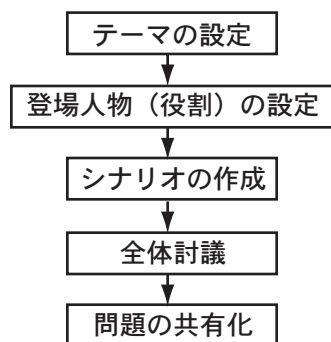 テーマの設定
登場人物（役割）の設定
シナリオの作成
全体討議
問題の共有化